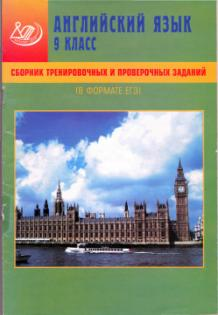 АНГЛИЙСКИЙ ЯЗЫК
9 КЛАСС
СБОРНИК ТРЕНИРОВОЧНЫХ И ПРОВЕРОЧНЫХ ЗАДАНИЙ
(В ФОРМАТЕ ЕГЭ)